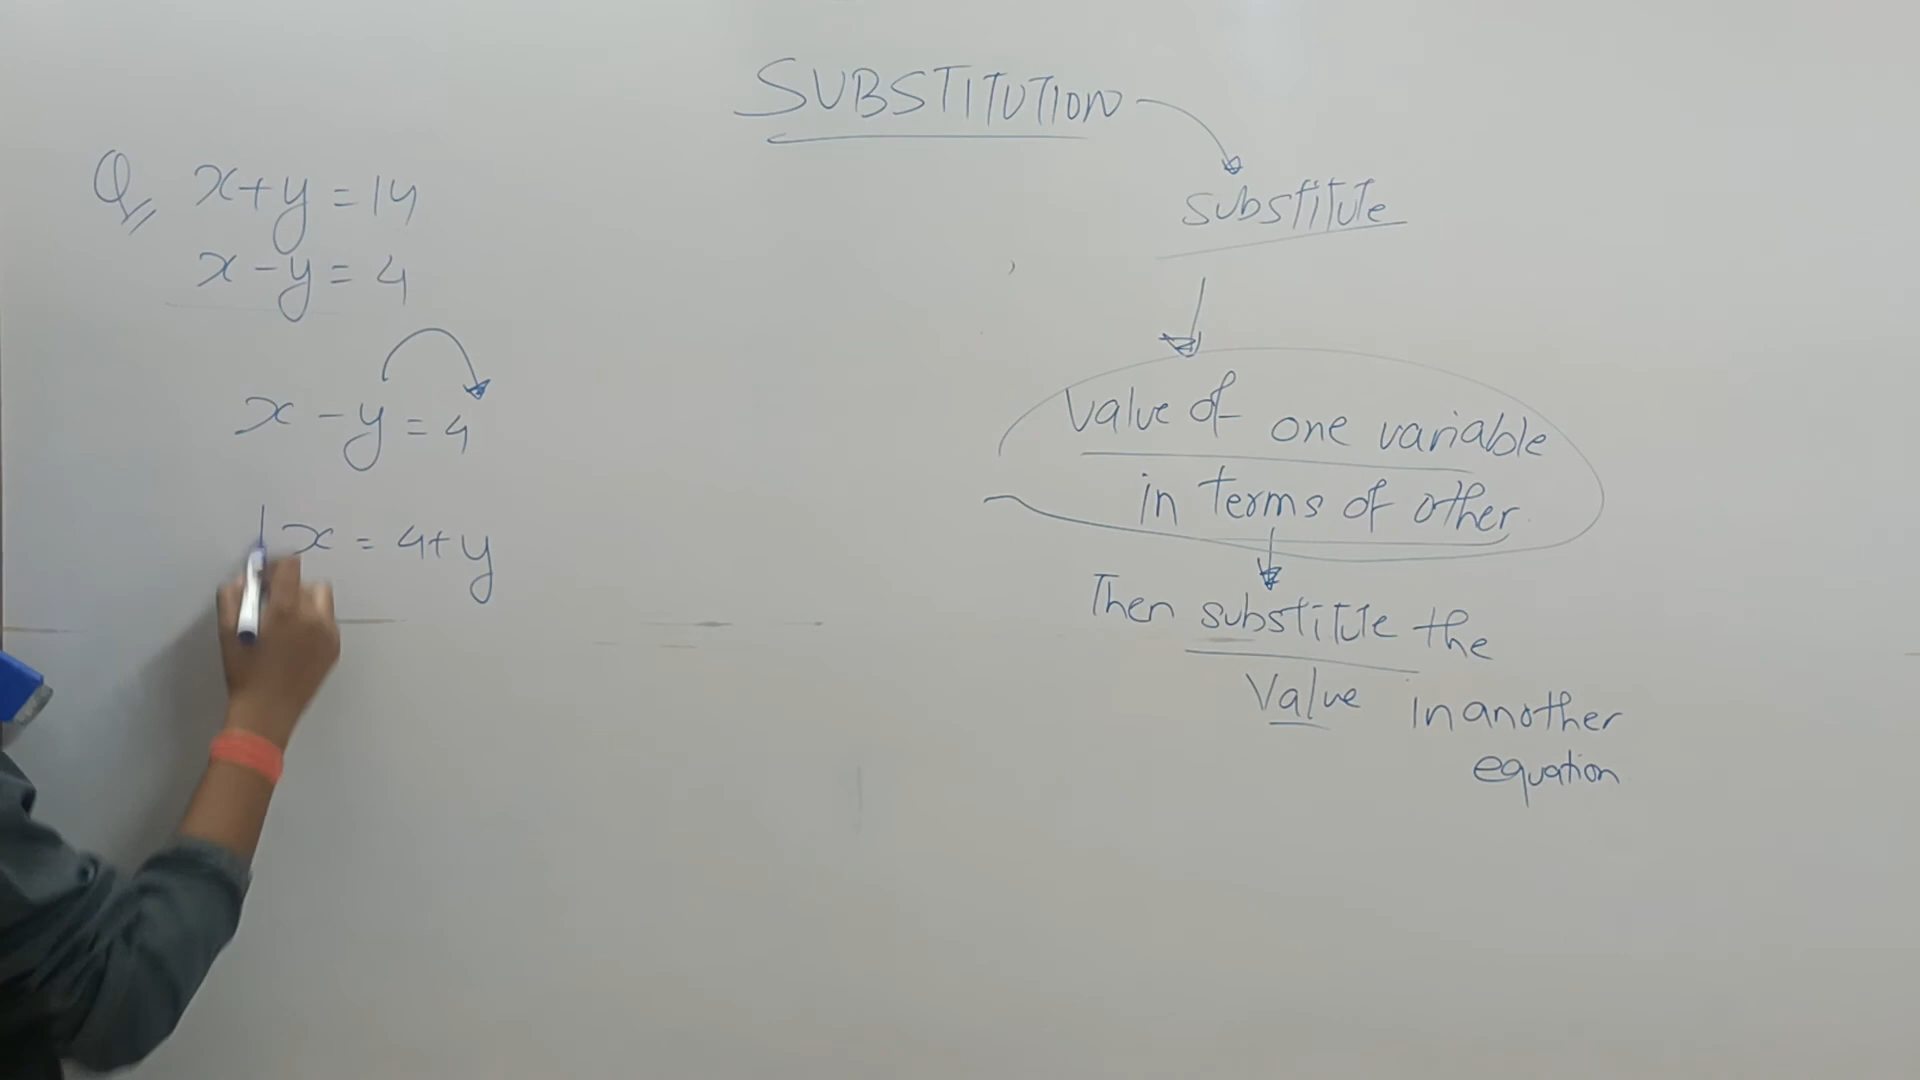 SUBSTITUTION
substitute
Q, x+y=14
x-y=4
x-y=4
x=4+y
Value of one variable
in terms of other
Then substitute the
Value in another
equation